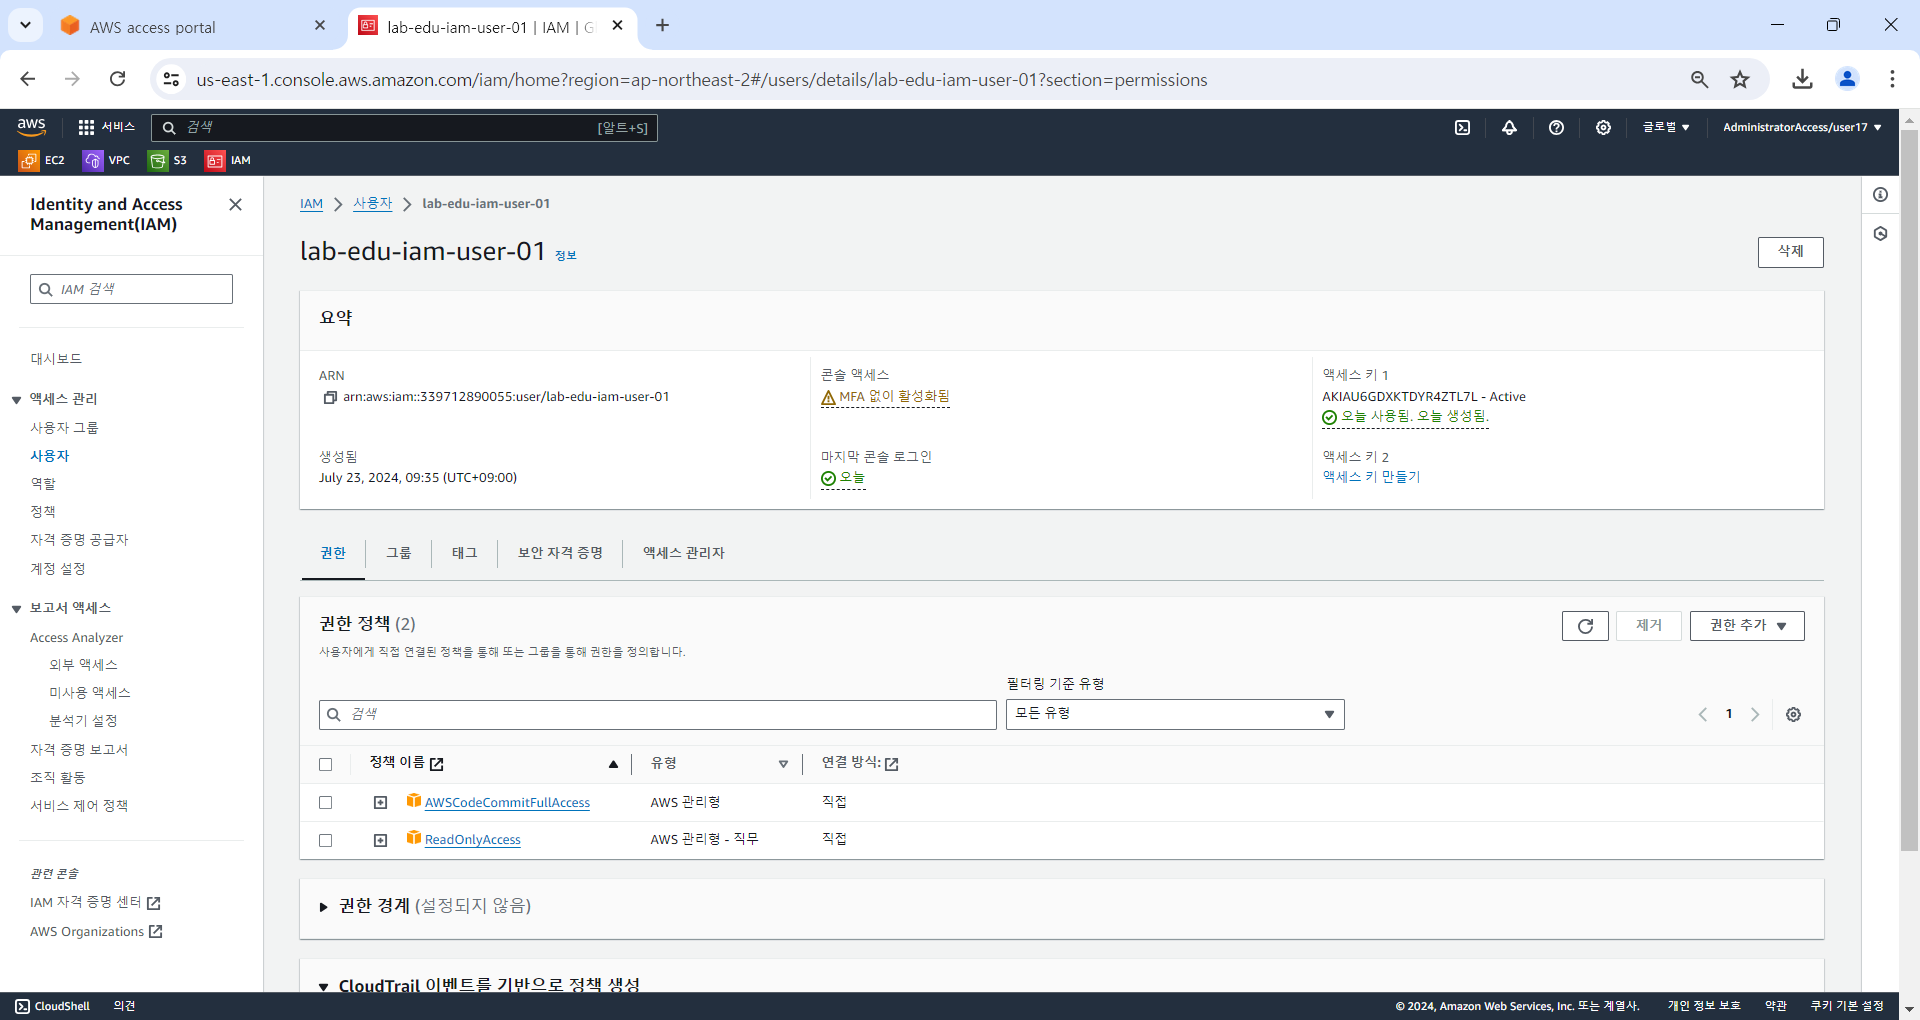 AWS access portal
lab-edu-iam-user-01 | IAM | Gl
us-east-1.console.aws.amazon.com/iam/home?region=ap-northeast-2#/users/details/lab-edu-iam-user-01?section=permissions
aws
서비스
검색
[알트+S]
글로벌
AdministratorAccess/user17
EC2
VPC
S3
IAM
Identity and Access
Management(IAM)
IAM 검색
대시보드
액세스 관리
사용자 그룹
사용자
역할
정책
자격 증명 공급자
계정 설정
보고서 액세스
Access Analyzer
외부 액세스
미사용 액세스
분석기 설정
자격 증명 보고서
조직 활동
서비스 제어 정책
관련 콘솔
IAM 자격 증명 센터
AWS Organizations
IAM
사용자
lab-edu-iam-user-01
lab-edu-iam-user-01 정보
삭제
요약
ARN
arn:aws:iam::339712890055:user/lab-edu-iam-user-01
생성됨
July 23, 2024, 09:35 (UTC+09:00)
콘솔 액세스
MFA 없이 활성화됨
마지막 콘솔 로그인
오늘
액세스 키 1
AKIAU6GDXKTDYR4ZTL7L - Active
오늘 사용됨. 오늘 생성됨.
액세스 키 2
액세스 키 만들기
권한
그룹
태그
보안 자격 증명
액세스 관리자
권한 정책 (2)
사용자에게 직접 연결된 정책을 통해 또는 그룹을 통해 권한을 정의합니다.
제거
권한 추가
필터링 기준 유형
검색
모든 유형
1
정책 이름
유형
연결 방식:
AWSCodeCommitFullAccess
AWS 관리형
직접
ReadOnlyAccess
AWS 관리형 - 직무
직접
권한 경계 (설정되지 않음)
CloudTrail 이벤트를 기반으로 정책 생성
CloudShell
의견
© 2024, Amazon Web Services, Inc. 또는 계열사.
개인 정보 보호
약관
쿠키 기본 설정